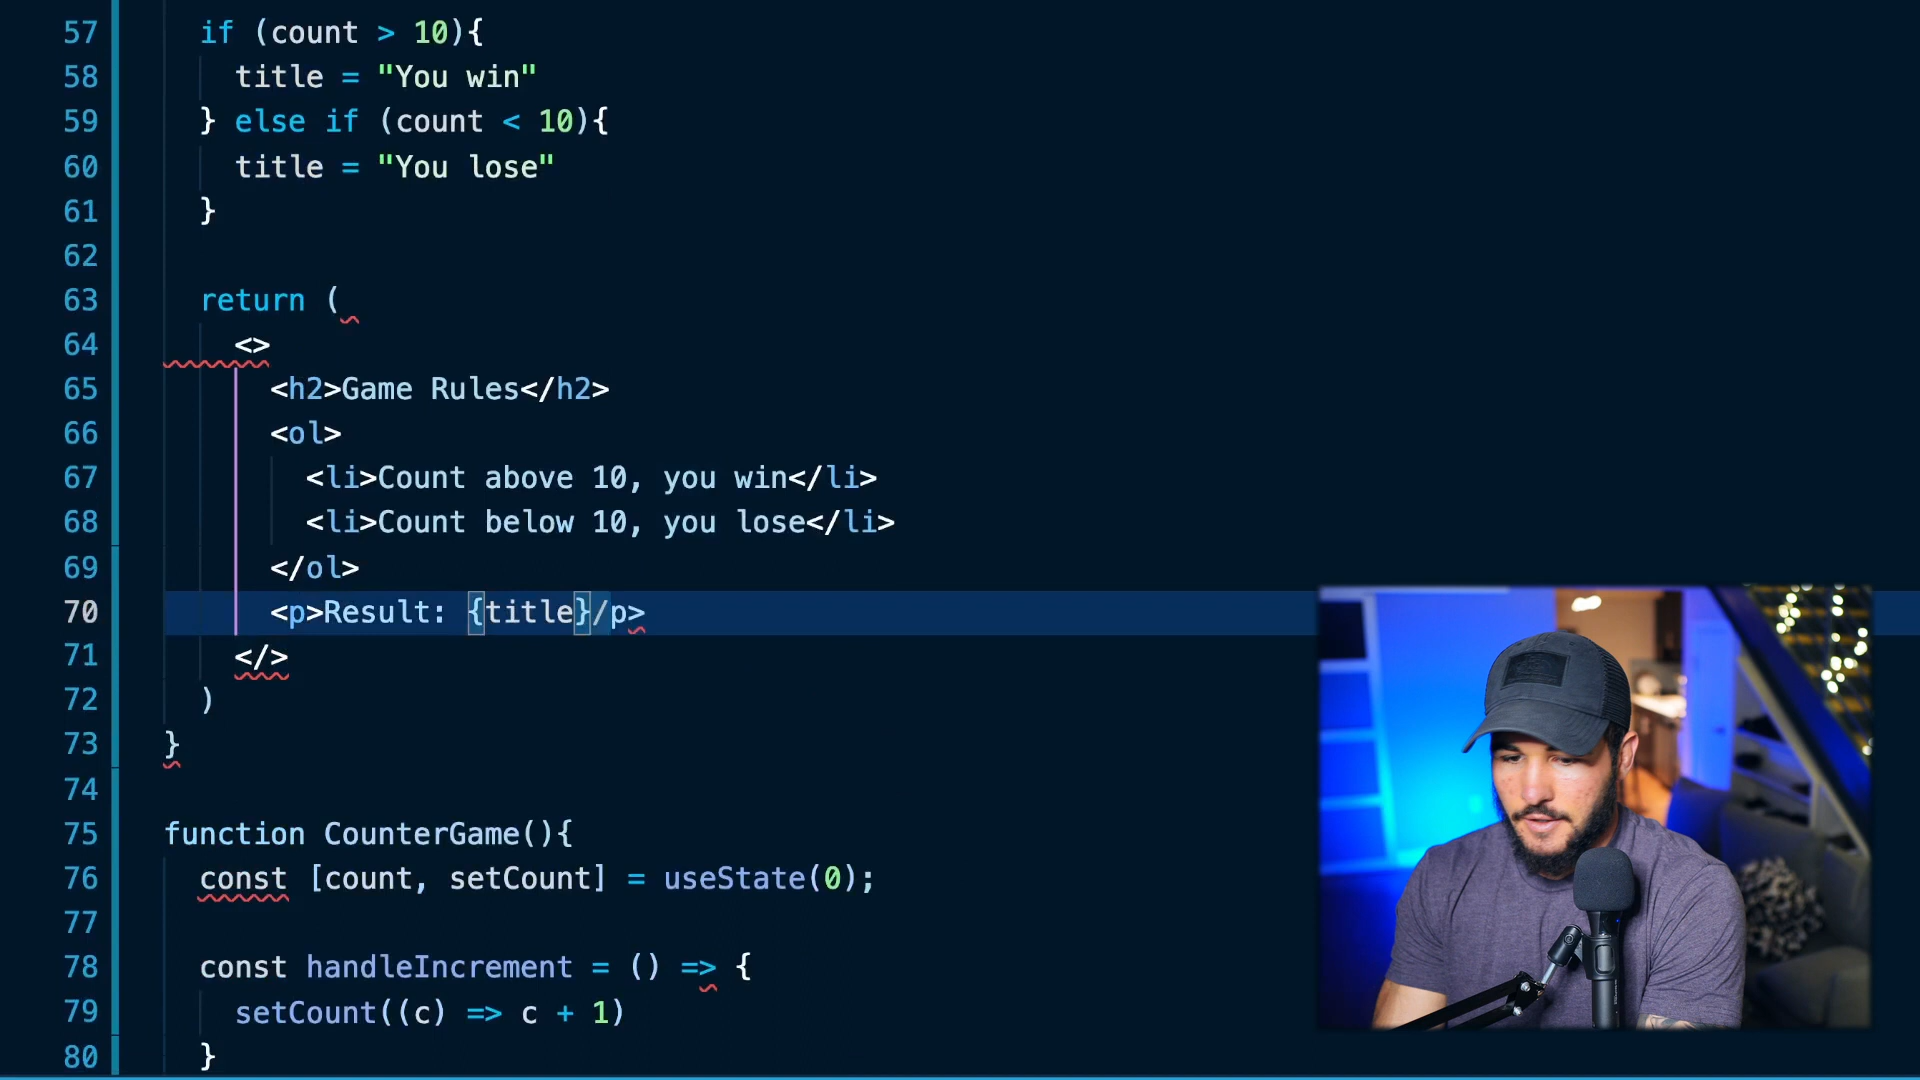 57 if (count > 10){
58 title = "You win"
59 } else if (count < 10){
60 title = "You lose"
61 }
62
63 return (
64 <>
65 <h2>Game Rules</h2>
66 <ol>
67 <li>Count above 10, you win</li>
68 <li>Count below 10, you lose</li>
69 </ol>
70 <p>Result: {title}/p>
71 </>
72 )
73 }
74
75 function CounterGame(){
76 const [count, setCount] = useState(0);
77
78 const handleIncrement = () => {
79 setCount((c) => c + 1)
80 }